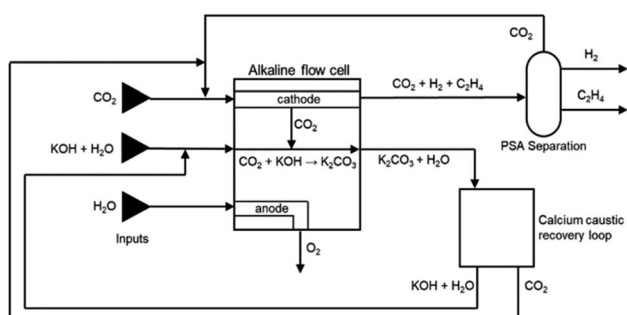 CO₂
H₂
Alkaline flow cell
CO₂ + H₂ + C₂H₄
CO₂
cathode
C₂H₄
CO₂
PSA Separation
KOH + H₂O
CO₂ + KOH → K₂CO₃
K₂CO₃ + H₂O
H₂O
anode
Calcium caustic
recovery loop
Inputs
O₂
KOH + H₂O
CO₂